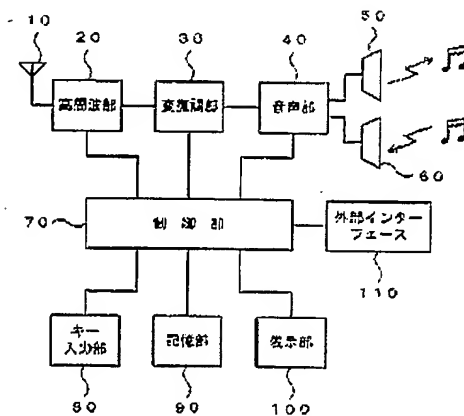 10
20
30
40
50
高周波部
変復調部
音声部
60
70
制御部
外部インター
フェース
110
キー
入力部
記憶部
表示部
80
90
100